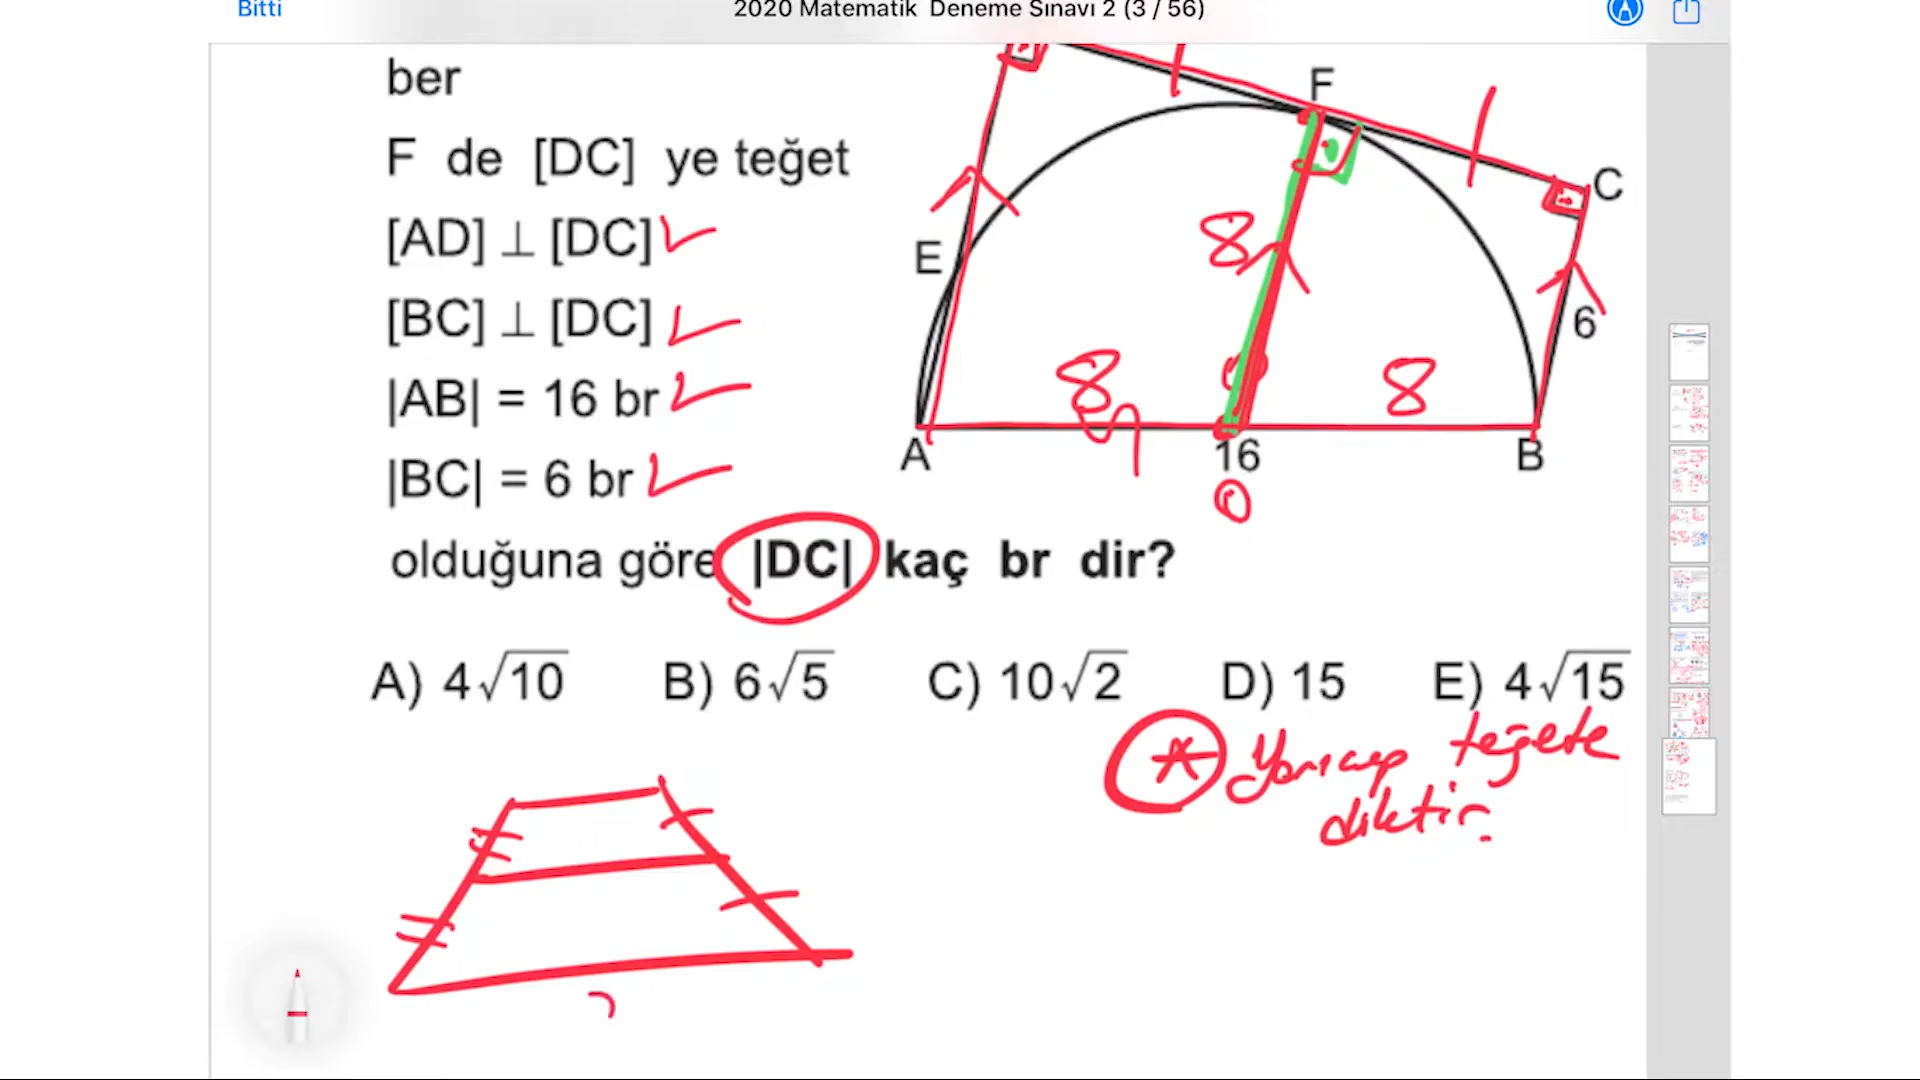 Bitti
2020 Matematik Deneme Sınavı 2 (3 / 56)
ber
F de [DC] ye teğet
[AD] ⊥ [DC]
[BC] ⊥ [DC]
|AB| = 16 br
|BC| = 6 br
olduğuna göre |DC| kaç br dir?
F
C
E
8
6
8
8
A
16
B
O
A) 4√10 B) 6√5 C) 10√2 D) 15 E) 4√15
Yarıçap teğete
diktir.